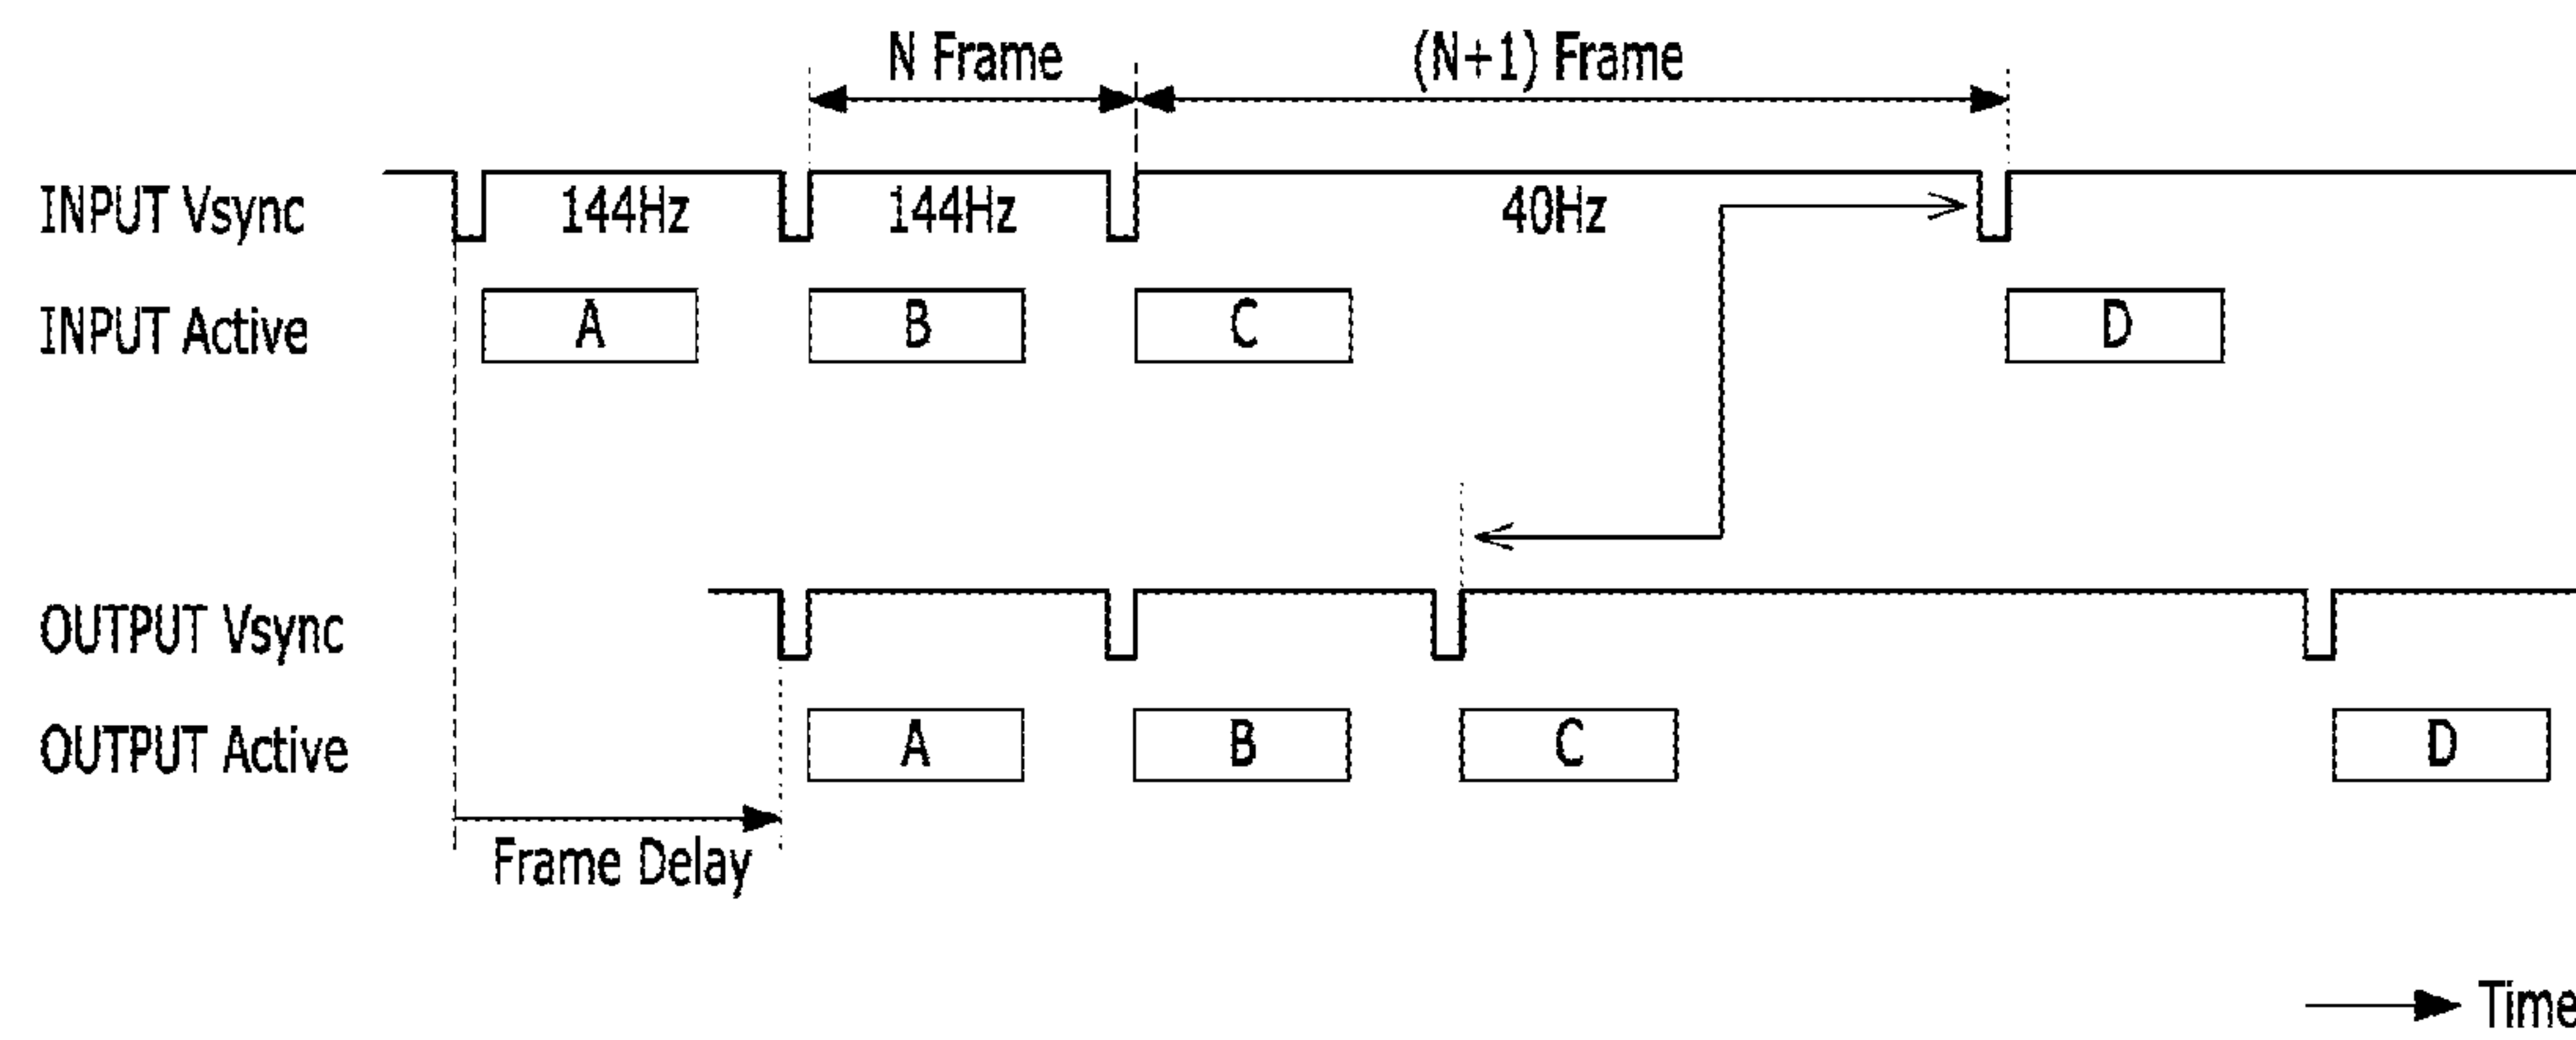 N Frame (N+1) Frame
INPUT Vsync 144Hz 144Hz 40Hz
INPUT Active A B C D
OUTPUT Vsync
OUTPUT Active A B C D
Frame Delay
Time